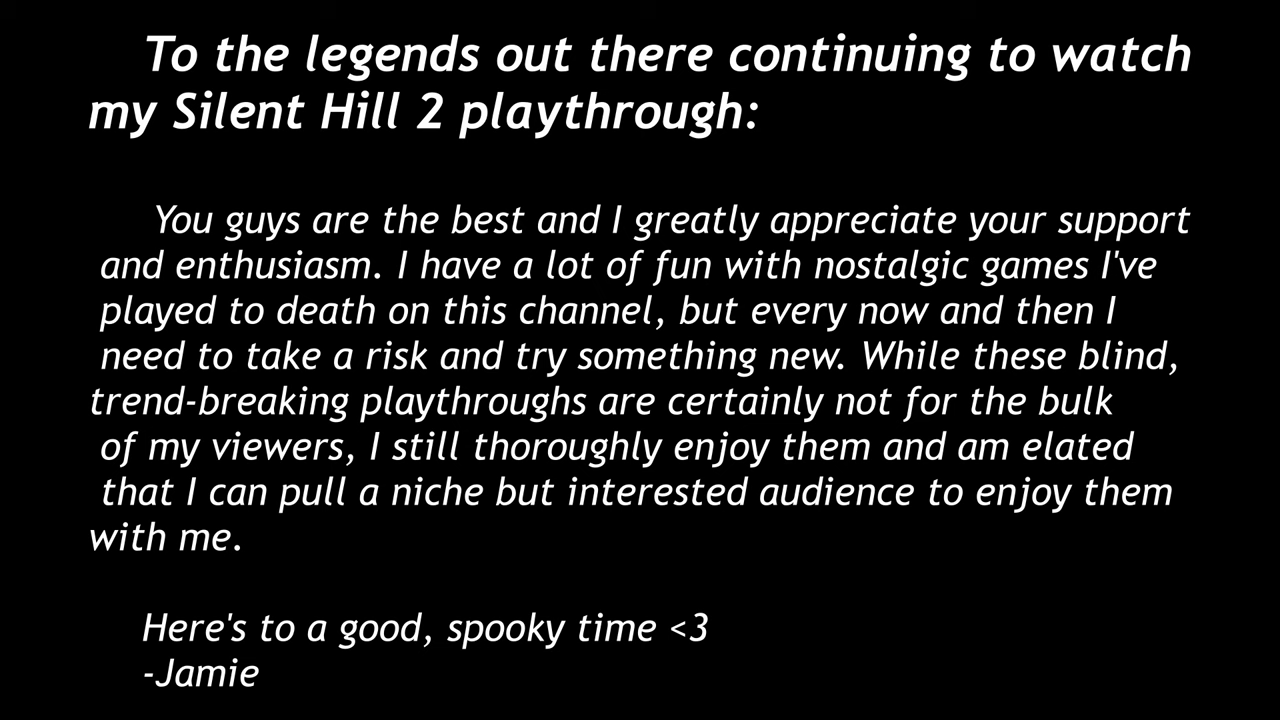 To the legends out there continuing to watch
my Silent Hill 2 playthrough:
You guys are the best and I greatly appreciate your support
and enthusiasm. I have a lot of fun with nostalgic games I've
played to death on this channel, but every now and then I
need to take a risk and try something new. While these blind,
trend-breaking playthroughs are certainly not for the bulk
of my viewers, I still thoroughly enjoy them and am elated
that I can pull a niche but interested audience to enjoy them
with me.
Here's to a good, spooky time <3
-Jamie